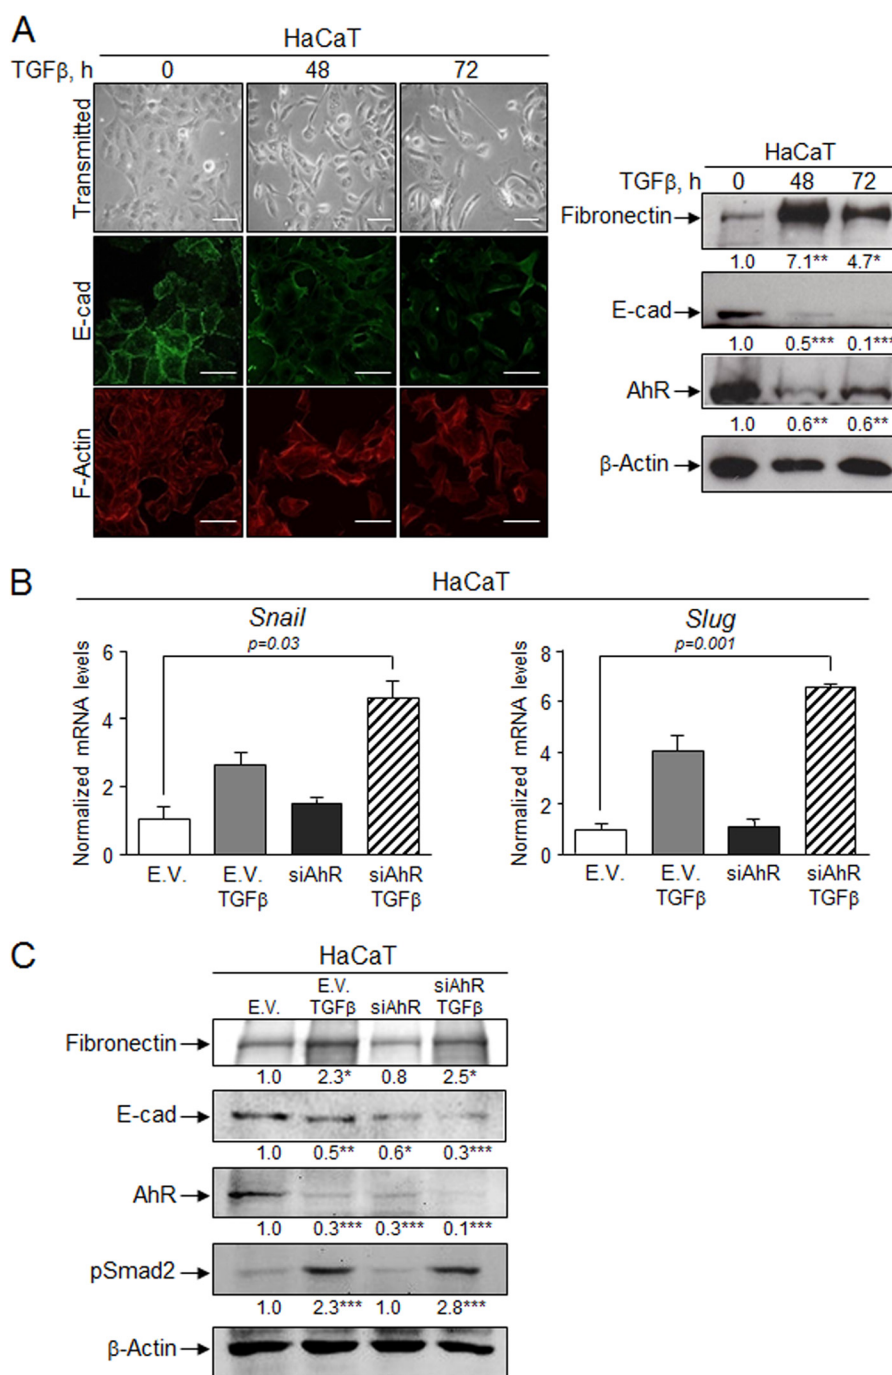 A
HaCaT
TGFβ, h 0 48 72
Transmitted
E-cad
F-Actin
HaCaT
TGFβ, h 0 48 72
Fibronectin
1.0 7.1** 4.7*
E-cad
1.0 0.5*** 0.1***
AhR
1.0 0.6** 0.6**
β-Actin
B
HaCaT
Snail
p=0.03
Normalized mRNA levels
6
4
2
0
E.V. E.V. TGFβ siAhR siAhR TGFβ
Slug
p=0.001
Normalized mRNA levels
8
6
4
2
0
E.V. E.V. TGFβ siAhR siAhR TGFβ
C
HaCaT
E.V. E.V. TGFβ siAhR siAhR TGFβ
Fibronectin
1.0 2.3* 0.8 2.5*
E-cad
1.0 0.5** 0.6* 0.3***
AhR
1.0 0.3*** 0.3*** 0.1***
pSmad2
1.0 2.3*** 1.0 2.8***
β-Actin